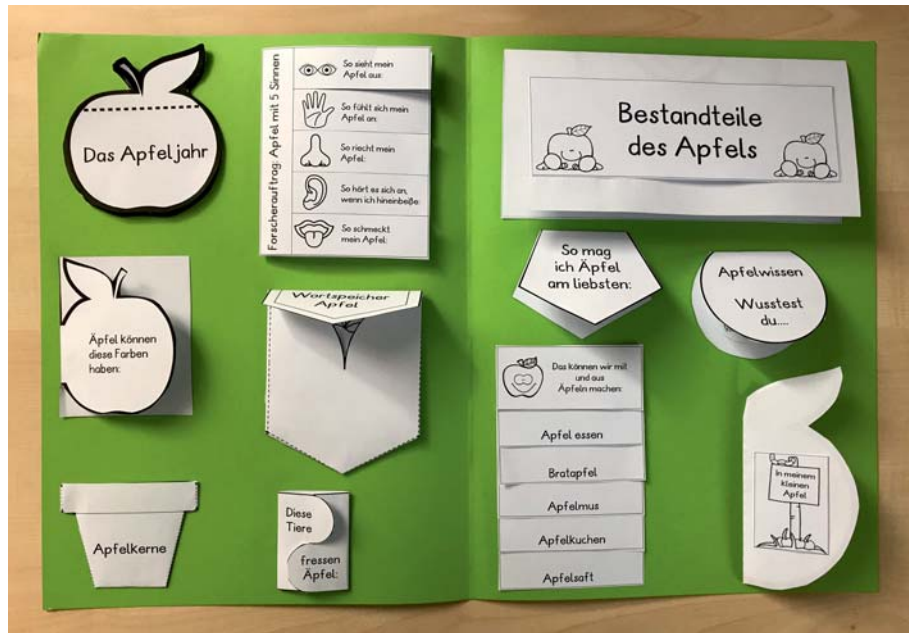 Das Apfeljahr
Forscherauftrag: Apfel mit 5 Sinnen
So sieht mein
Apfel aus:
So fühlt sich mein
Apfel an:
So riecht mein
Apfel:
So hört es sich an,
wenn ich hineinbeiße:
So schmeckt
mein Apfel:
Äpfel können
diese Farben
haben:
Wortspeicher
Apfel
Apfelkerne
Diese
Tiere
fressen
Äpfel:
Bestandteile
des Apfels
So mag
ich Äpfel
am liebsten:
Apfelwissen
Wusstest
du....
Das können wir mit
und aus
Äpfeln machen:
Apfel essen
Bratapfel
Apfelmus
Apfelkuchen
Apfelsaft
In meinem
kleinen
Apfel